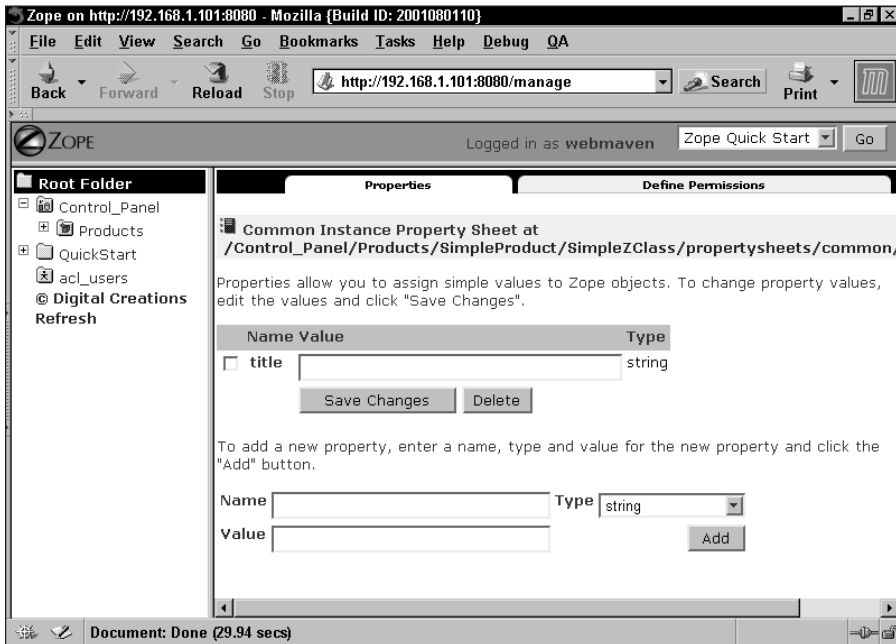 Zope on http://192.168.1.101:8080 - Mozilla {Build ID: 2001080110}
File Edit View Search Go Bookmarks Tasks Help Debug QA
http://192.168.1.101:8080/manage Search
Back Forward Reload Stop Print
ZOPE Logged in as webmaven Zope Quick Start Go
Root Folder
Control_Panel
Products
QuickStart
acl_users
© Digital Creations
Refresh
Properties Define Permissions
Common Instance Property Sheet at
/Control_Panel/Products/SimpleProduct/SimpleZClass/propertysheets/common/
Properties allow you to assign simple values to Zope objects. To change property values,
edit the values and click "Save Changes".
Name Value Type
title string
Save Changes Delete
To add a new property, enter a name, type and value for the new property and click the
"Add" button.
Name Type string
Value Add
Document: Done (29.94 secs)